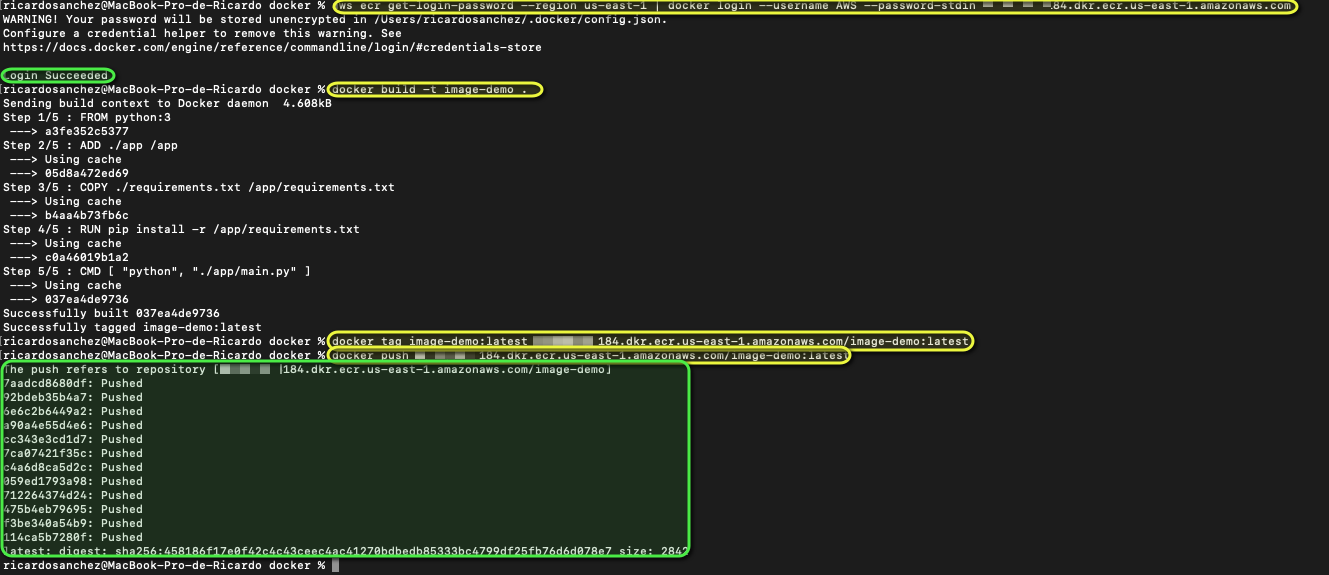 ricardosanchez@MacBook-Pro-de-Ricardo docker % ws ecr get-login-password --region us-east-1 | docker login --username AWS --password-stdin 84.dkr.ecr.us-east-1.amazonaws.com
WARNING! Your password will be stored unencrypted in /Users/ricardosanchez/.docker/config.json.
Configure a credential helper to remove this warning. See
https://docs.docker.com/engine/reference/commandline/login/#credentials-store
Login Succeeded
[ricardosanchez@MacBook-Pro-de-Ricardo docker % docker build -t image-demo .
Sending build context to Docker daemon  4.608kB
Step 1/5 : FROM python:3
 ---> a3fe352c5377
Step 2/5 : ADD ./app /app
 ---> Using cache
 ---> 05d8a472ed69
Step 3/5 : COPY ./requirements.txt /app/requirements.txt
 ---> Using cache
 ---> b4aa4b73fb6c
Step 4/5 : RUN pip install -r /app/requirements.txt
 ---> Using cache
 ---> c0a46019b1a2
Step 5/5 : CMD [ "python", "./app/main.py" ]
 ---> Using cache
 ---> 037ea4de9736
Successfully built 037ea4de9736
Successfully tagged image-demo:latest
[ricardosanchez@MacBook-Pro-de-Ricardo docker % docker tag image-demo:latest 184.dkr.ecr.us-east-1.amazonaws.com/image-demo:latest
[ricardosanchez@MacBook-Pro-de-Ricardo docker % docker push 184.dkr.ecr.us-east-1.amazonaws.com/image-demo:latest
The push refers to repository [184.dkr.ecr.us-east-1.amazonaws.com/image-demo]
7aadcd8680df: Pushed
92bdeb35b4a7: Pushed
6e6c2b6449a2: Pushed
a90a4e55d4e6: Pushed
cc343e3cd1d7: Pushed
7ca07421f35c: Pushed
c4a6d8ca5d2c: Pushed
059ed1793a98: Pushed
712264374d24: Pushed
475b4eb79695: Pushed
f3be340a54b9: Pushed
114ca5b7280f: Pushed
latest: digest: sha256:458186f17e0f42c4c43ceec4ac41270bdbedb85333bc4799df25fb76d6d078e7 size: 2842
ricardosanchez@MacBook-Pro-de-Ricardo docker %